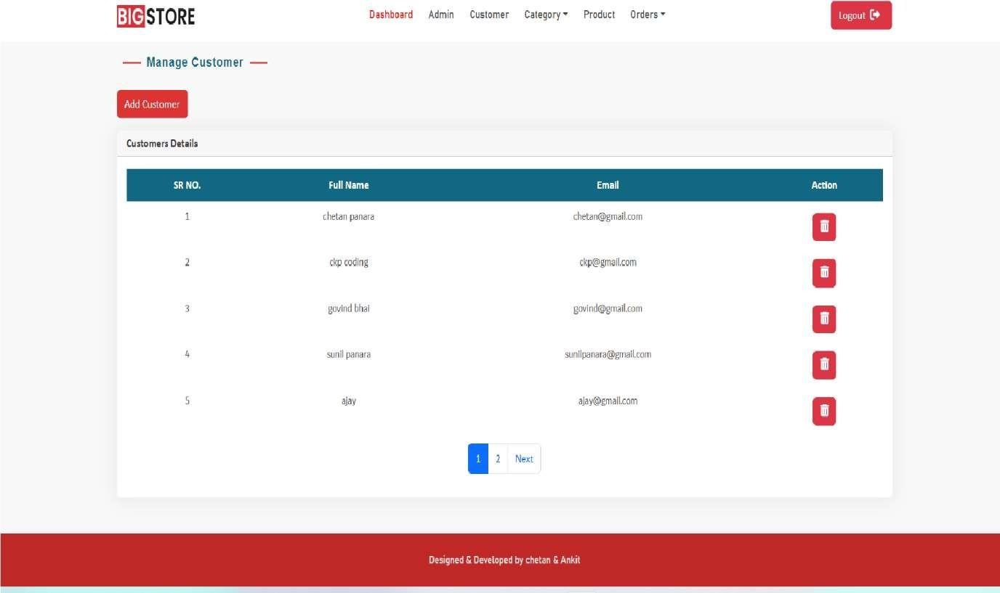 BIGSTORE Dashboard Admin Customer Category Product Orders Logout
Manage Customer
Add Customer
Customers Details
SR NO. Full Name Email Action
1 chetan panara chetan@gmail.com
2 ckp coding ckp@gmail.com
3 govind bhai govind@gmail.com
4 sunil panara sunilpanara@gmail.com
5 ajay ajay@gmail.com
1 2 Next
Designed & Developed by chetan & Ankit